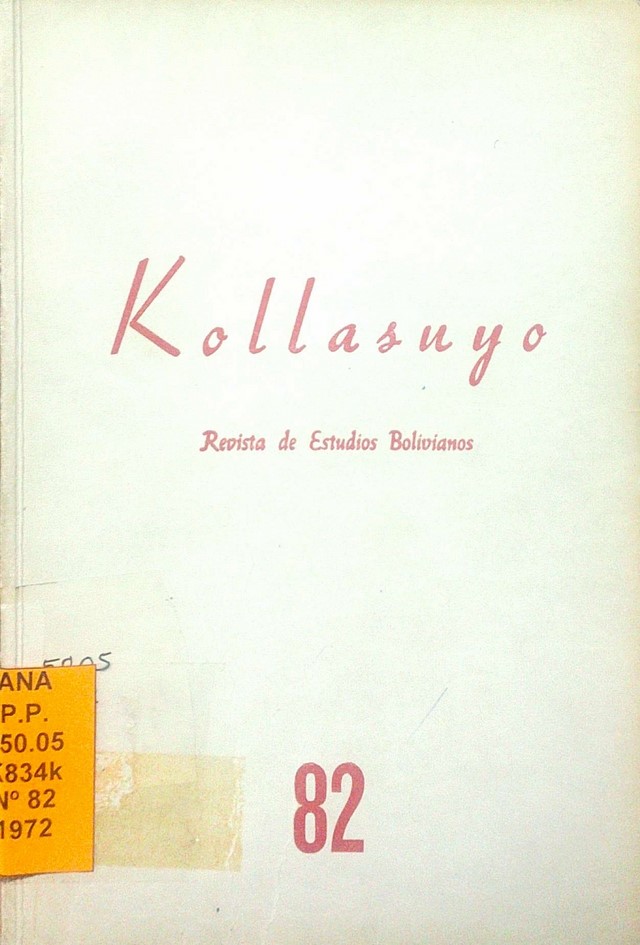 Kollasuyo
Revista de Estudios Bolivianos
ANA
P.P.
50.05
K834k
Nº 82
1972
82